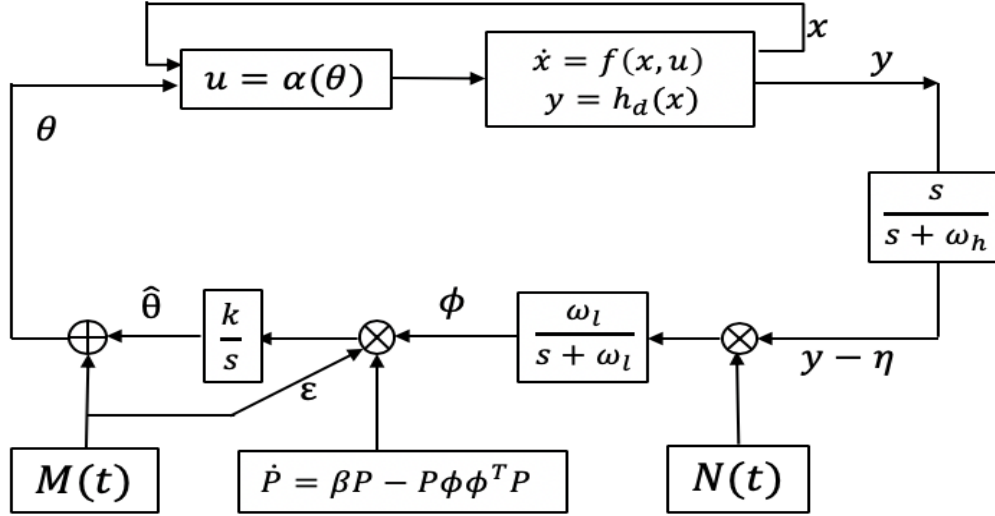 x
u = α(θ)
ẋ = f(x, u)
y = h_d(x)
y
θ
s
s + ω_h
θ̂
k
s
ϕ
ω_l
s + ω_l
y − η
ε
M(t)
Ṗ = βP − Pϕϕ^T P
N(t)